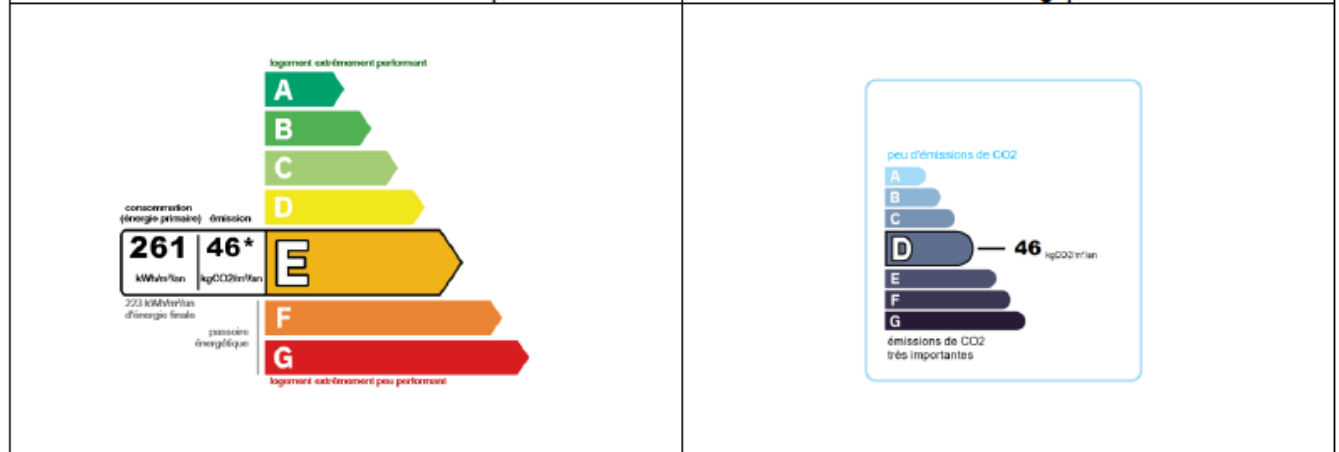 logement extrêmement performant
A
B
C
D
consommation
(énergie primaire) émission
261 46*
kWh/m²/an kgCO2/m²/an
E
223 kWh/m²/an
d'énergie finale
F
passoire
énergétique
G
logement extrêmement peu performant
peu d'émissions de CO2
A
B
C
D 46 kgCO2/m²/an
E
F
G
émissions de CO2
très importantes